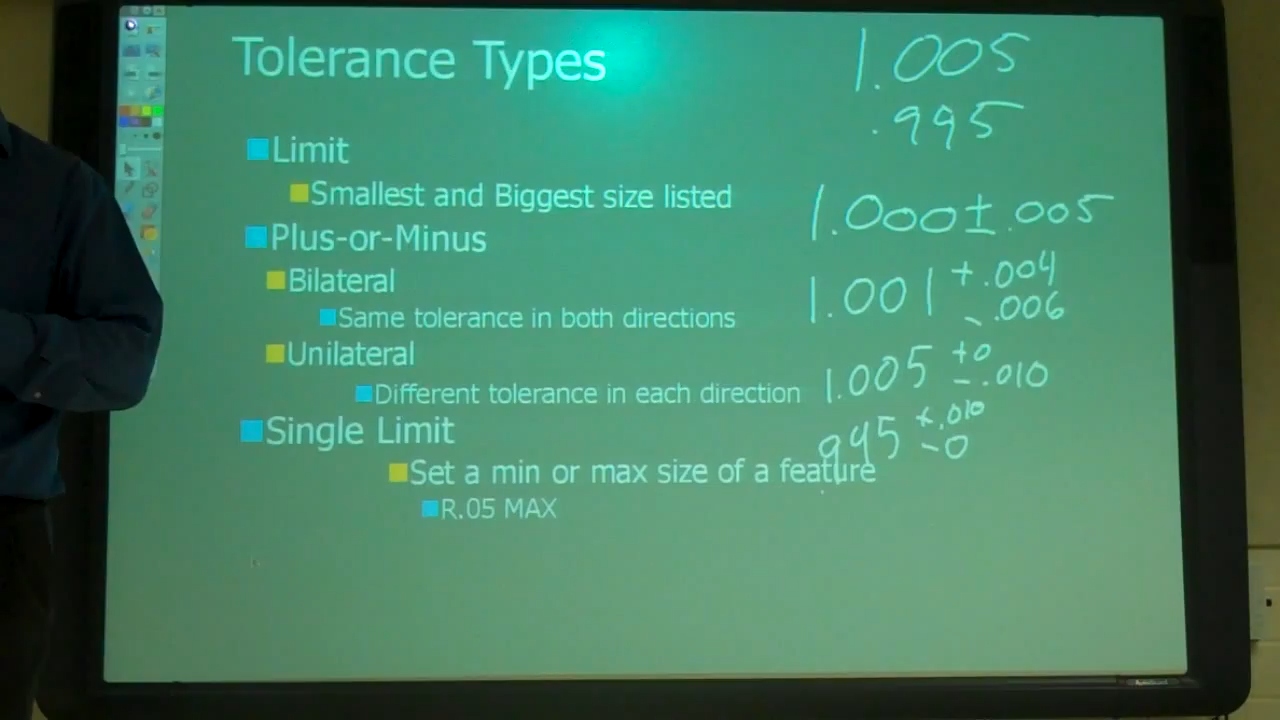 Tolerance Types
1.005
.995
Limit
Smallest and Biggest size listed
1.000±.005
Plus-or-Minus
Bilateral
1.001 +.004
- .006
Same tolerance in both directions
Unilateral
1.005 +0
-.010
Different tolerance in each direction
Single Limit
995 +.010
-0
Set a min or max size of a feature
R.05 MAX